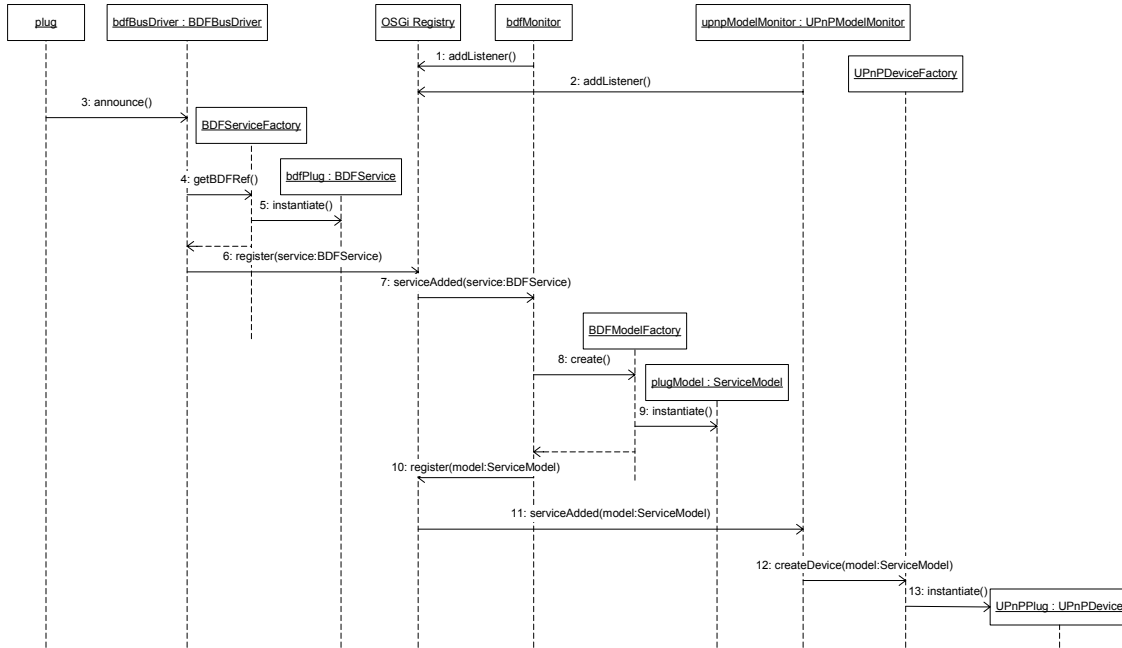 plug
bdfBusDriver : BDFBusDriver
OSGi Registry
bdfMonitor
upnpModelMonitor : UPnPModelMonitor
1: addListener()
UPnPDeviceFactory
2: addListener()
3: announce()
BDFServiceFactory
bdfPlug : BDFService
4: getBDFRef()
5: instantiate()
6: register(service:BDFService)
7: serviceAdded(service:BDFService)
BDFModelFactory
8: create()
plugModel : ServiceModel
9: instantiate()
10: register(model:ServiceModel)
11: serviceAdded(model:ServiceModel)
12: createDevice(model:ServiceModel)
13: instantiate()
UPnPPlug : UPnPDevice